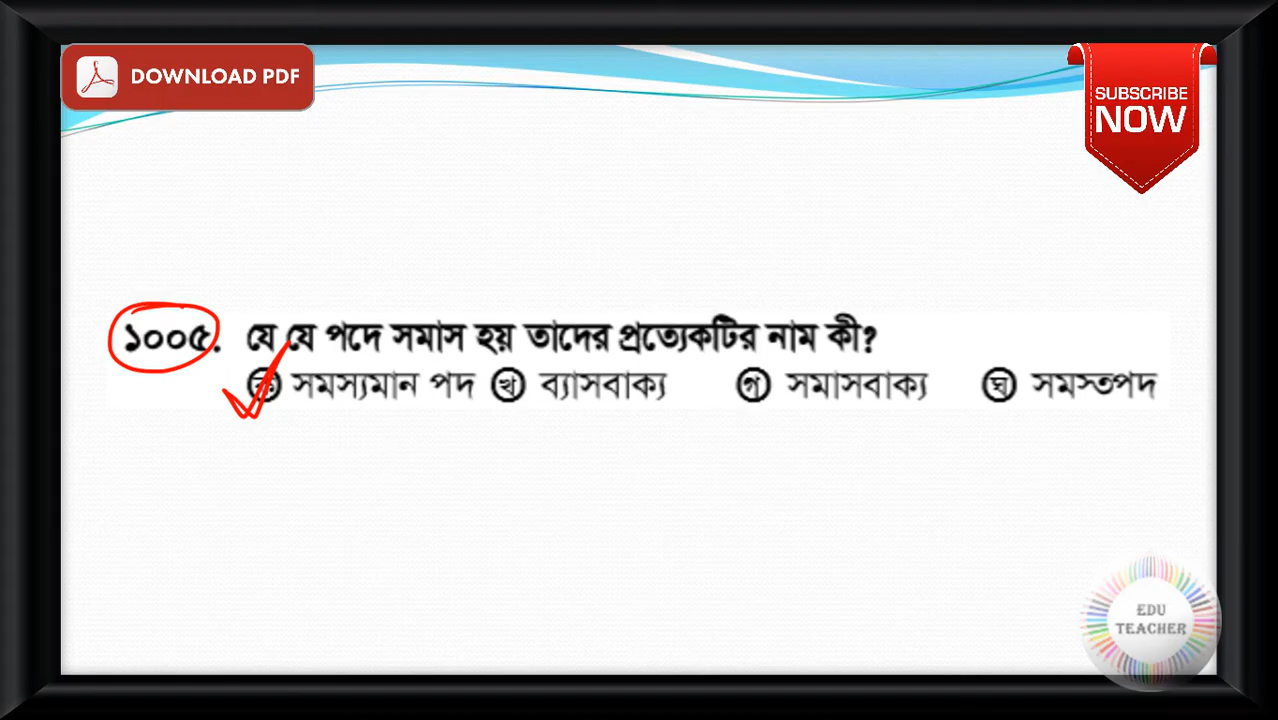 DOWNLOAD PDF
SUBSCRIBE
NOW
১০০৫. যে যে পদে সমাস হয় তাদের প্রত্যেকটির নাম কী?
ক সমস্যমান পদ খ ব্যাসবাক্য গ সমাসবাক্য ঘ সমস্তপদ
EDU
TEACHER